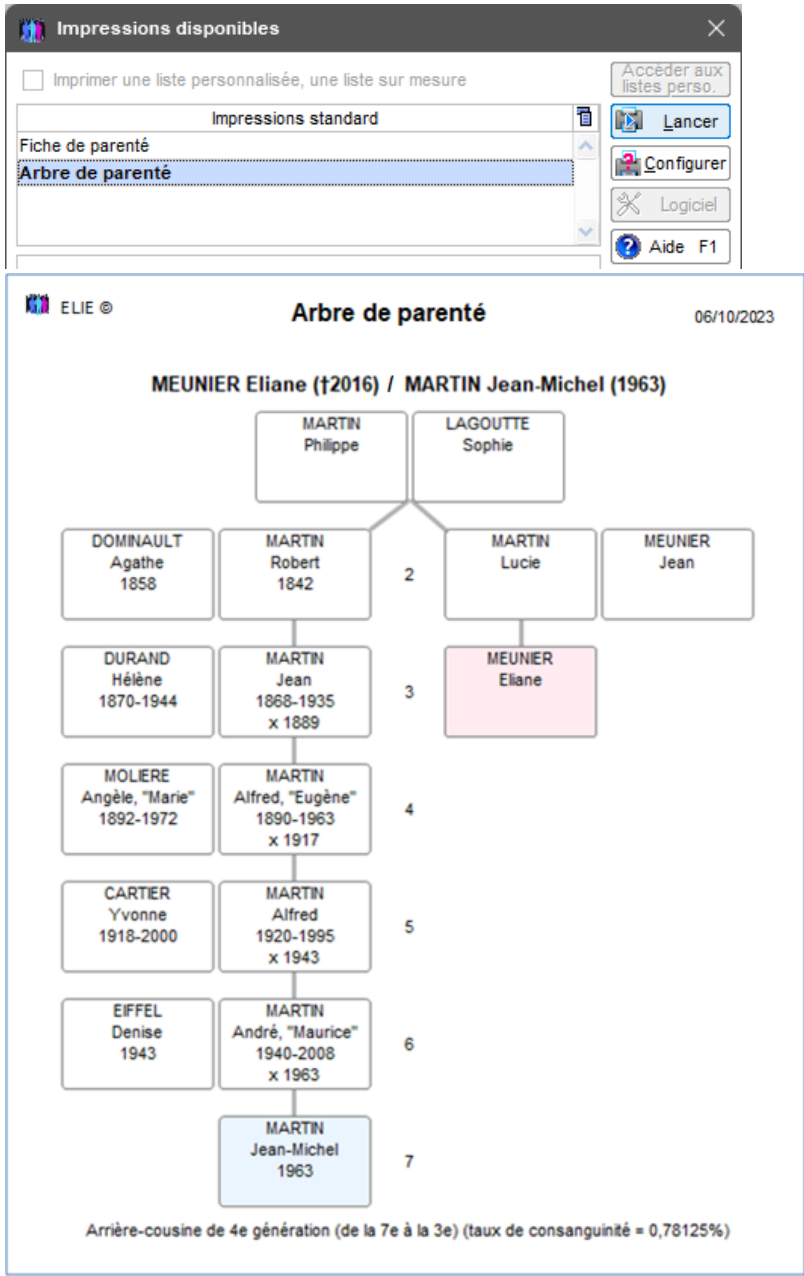 Impressions disponibles
Imprimer une liste personnalisée, une liste sur mesure
Accéder aux
listes perso.
Impressions standard
Lancer
Fiche de parenté
Arbre de parenté
Configurer
Logiciel
Aide F1
ELIE ©
Arbre de parenté
06/10/2023
MEUNIER Eliane (†2016) / MARTIN Jean-Michel (1963)
MARTIN
Philippe
LAGOUTTE
Sophie
DOMINAULT
Agathe
1858
MARTIN
Robert
1842
2
MARTIN
Lucie
MEUNIER
Jean
DURAND
Hélène
1870-1944
MARTIN
Jean
1868-1935
x 1889
3
MEUNIER
Eliane
MOLIERE
Angèle, "Marie"
1892-1972
MARTIN
Alfred, "Eugène"
1890-1963
x 1917
4
CARTIER
Yvonne
1918-2000
MARTIN
Alfred
1920-1995
x 1943
5
EIFFEL
Denise
1943
MARTIN
André, "Maurice"
1940-2008
x 1963
6
MARTIN
Jean-Michel
1963
7
Arrière-cousine de 4e génération (de la 7e à la 3e) (taux de consanguinité = 0,78125%)